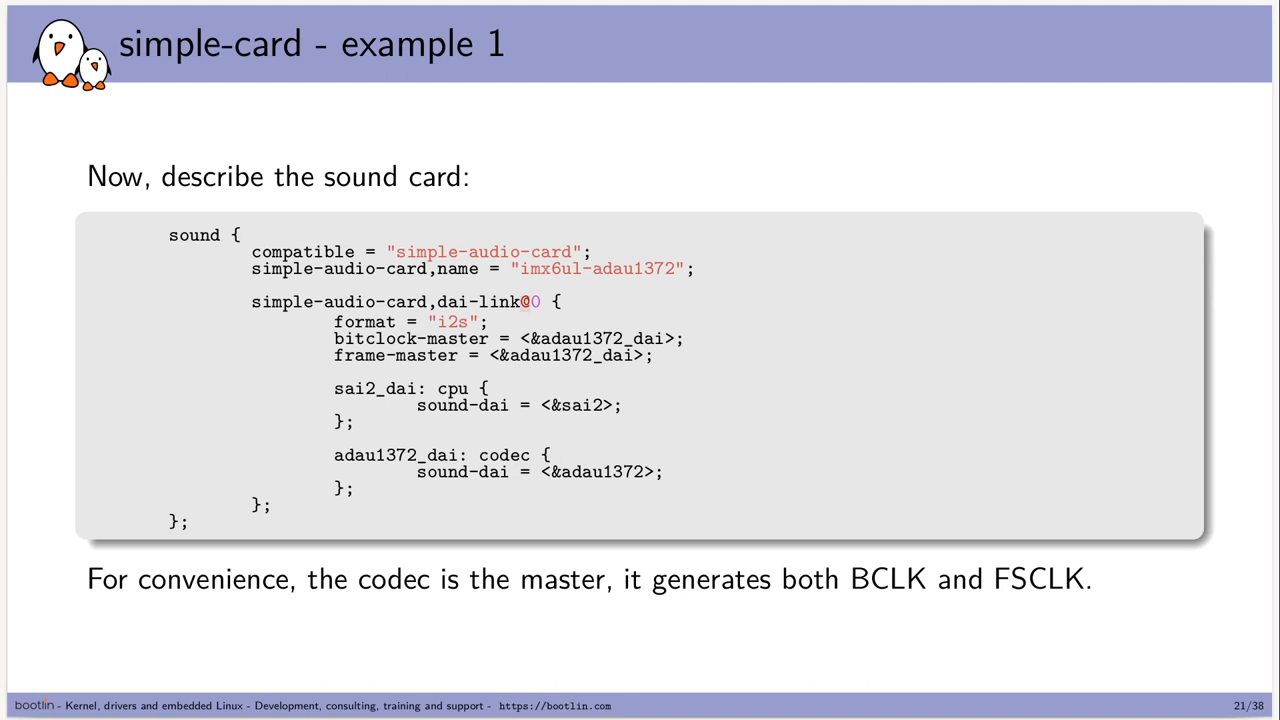 simple-card - example 1
Now, describe the sound card:
sound {
compatible = "simple-audio-card";
simple-audio-card,name = "imx6ul-adau1372";
simple-audio-card,dai-link@0 {
format = "i2s";
bitclock-master = <&adau1372_dai>;
frame-master = <&adau1372_dai>;
sai2_dai: cpu {
sound-dai = <&sai2>;
};
adau1372_dai: codec {
sound-dai = <&adau1372>;
};
};
};
For convenience, the codec is the master, it generates both BCLK and FSCLK.
bootlin - Kernel, drivers and embedded Linux - Development, consulting, training and support - https://bootlin.com
21/38